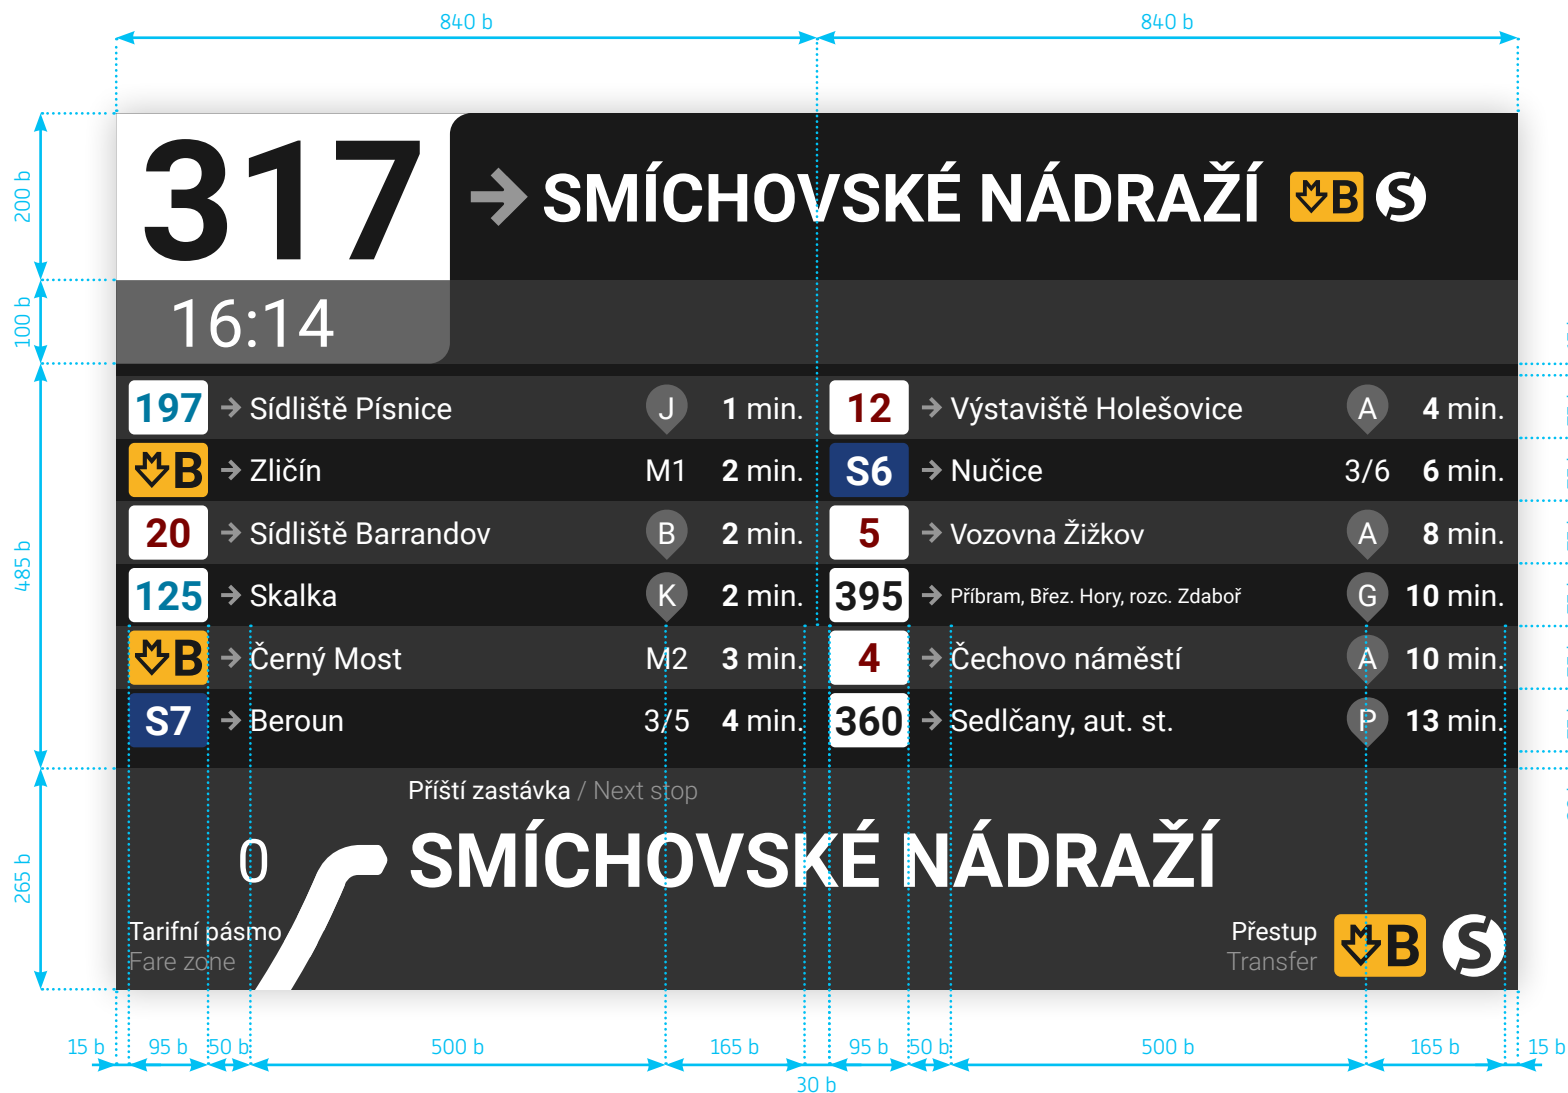 840 b 840 b
200 b
317 → SMÍCHOVSKÉ NÁDRAŽÍ B S
100 b
16:14
485 b
197 → Sídliště Písnice J 1 min.
B → Zličín M1 2 min.
20 → Sídliště Barrandov B 2 min.
125 → Skalka K 2 min.
B → Černý Most M2 3 min.
S7 → Beroun 3/5 4 min.
12 → Výstaviště Holešovice A 4 min.
S6 → Nučice 3/6 6 min.
5 → Vozovna Žižkov A 8 min.
395 → Příbram, Břez. Hory, rozc. Zdaboř G 10 min.
4 → Čechovo náměstí A 10 min.
360 → Sedlčany, aut. st. P 13 min.
265 b
Příští zastávka / Next stop
0 SMÍCHOVSKÉ NÁDRAŽÍ
Tarifní pásmo
Fare zone
Přestup
Transfer
B S
15 b 95 b 50 b 500 b 165 b 95 b 50 b 500 b 165 b 15 b
30 b